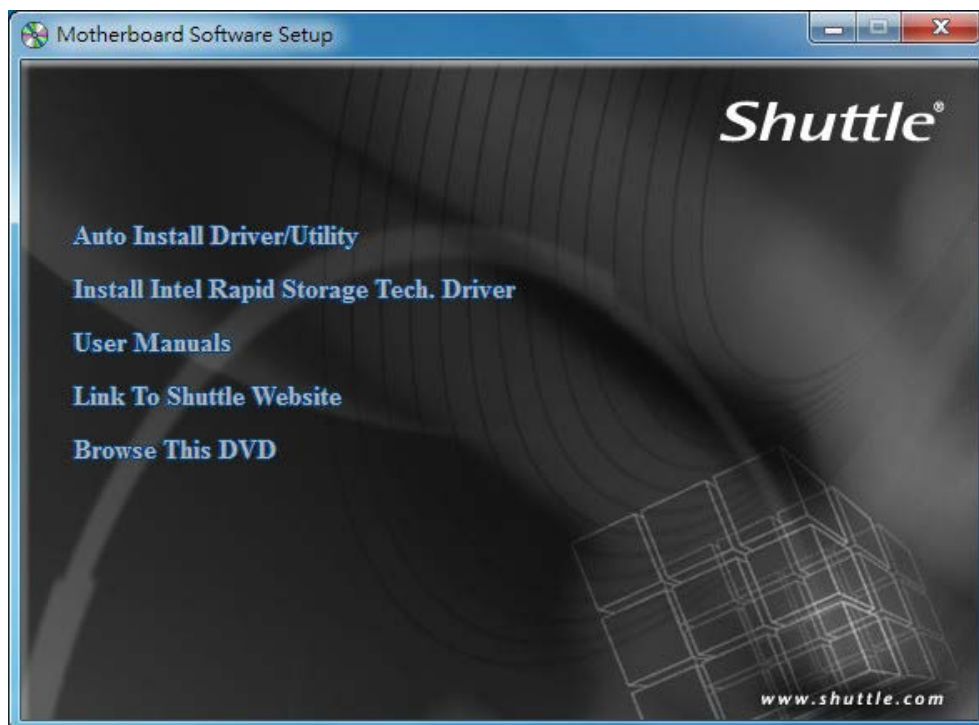 Motherboard Software Setup
Shuttle®
Auto Install Driver/Utility
Install Intel Rapid Storage Tech. Driver
User Manuals
Link To Shuttle Website
Browse This DVD
www.shuttle.com